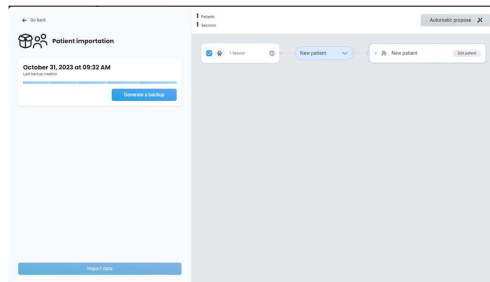 Go back
Patient importation
October 31, 2023 at 09:32 AM
Last backup creation
Generate a backup
Import data
1 Patients
1 Sessions
Automatic propose
1 Session
New patient
New patient
Edit patient